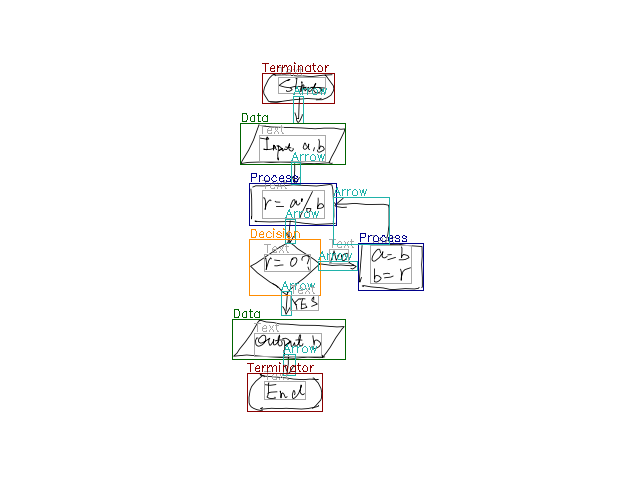 Terminator
Text
Start
Arrow
Data
Text
Input a,b
Arrow
Process
Text
r = a % b
Arrow
Arrow
Decision
Text
r = 0 ?
Text
NO
Arrow
Process
a = b
b = r
Arrow
Text
YES
Data
Text
Output b
Arrow
Terminator
Text
End